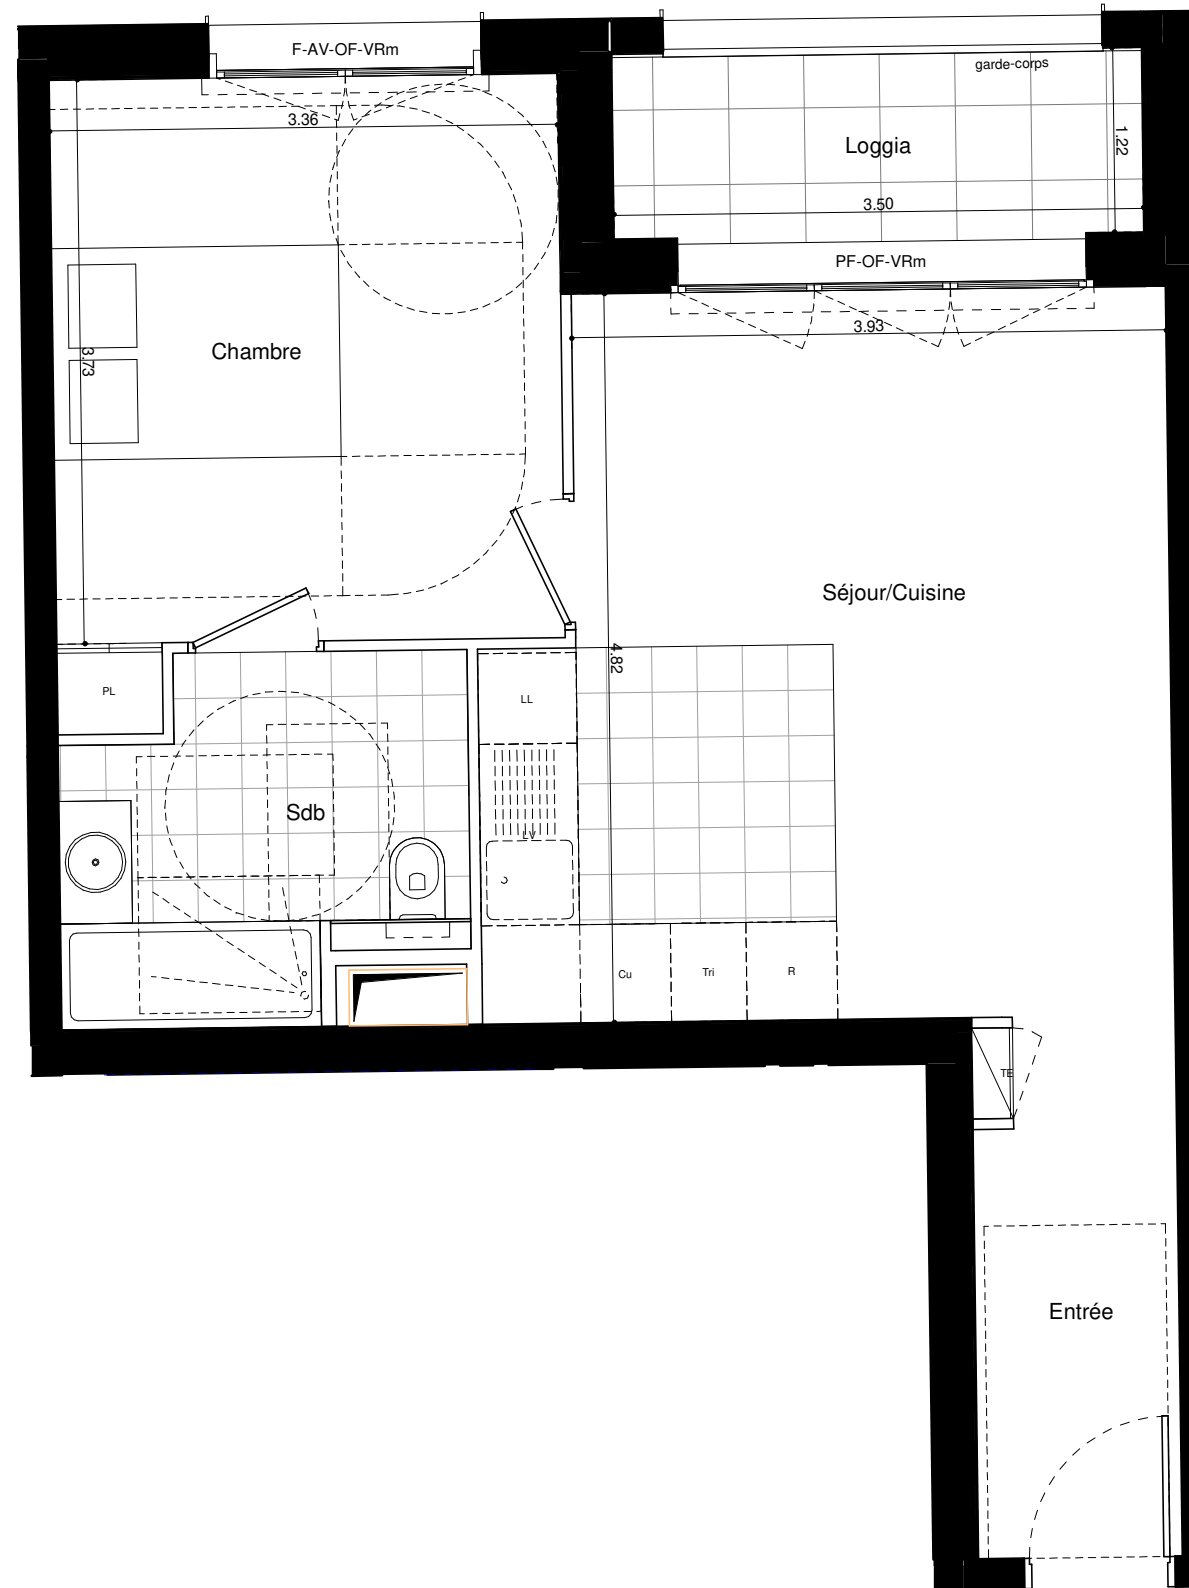 F-AV-OF-VRm
garde-corps
3.36
Loggia
1.22
3.50
PF-OF-VRm
3.93
Chambre
3.73
Séjour/Cuisine
4.82
PL
LL
Sdb
LV
Cu
Tri
R
TE
Entrée